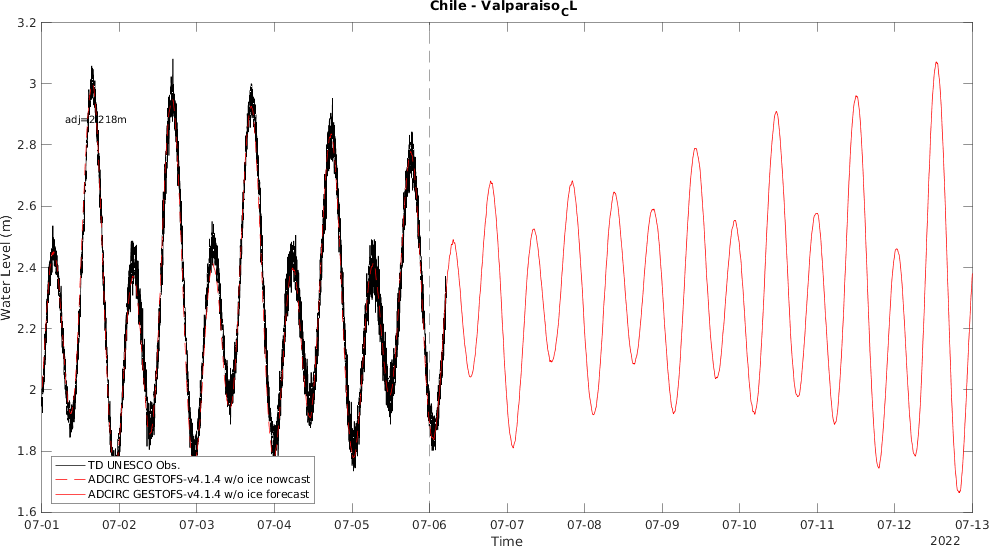 Chile - Valparaiso_CL
3.2
3
2.8
2.6
2.4
2.2
2
1.8
1.6
Water Level (m)
adj=2.218m
TD UNESCO Obs.
ADCIRC GESTOFS-v4.1.4 w/o ice nowcast
ADCIRC GESTOFS-v4.1.4 w/o ice forecast
07-01 07-02 07-03 07-04 07-05 07-06 07-07 07-08 07-09 07-10 07-11 07-12 07-13
Time
2022